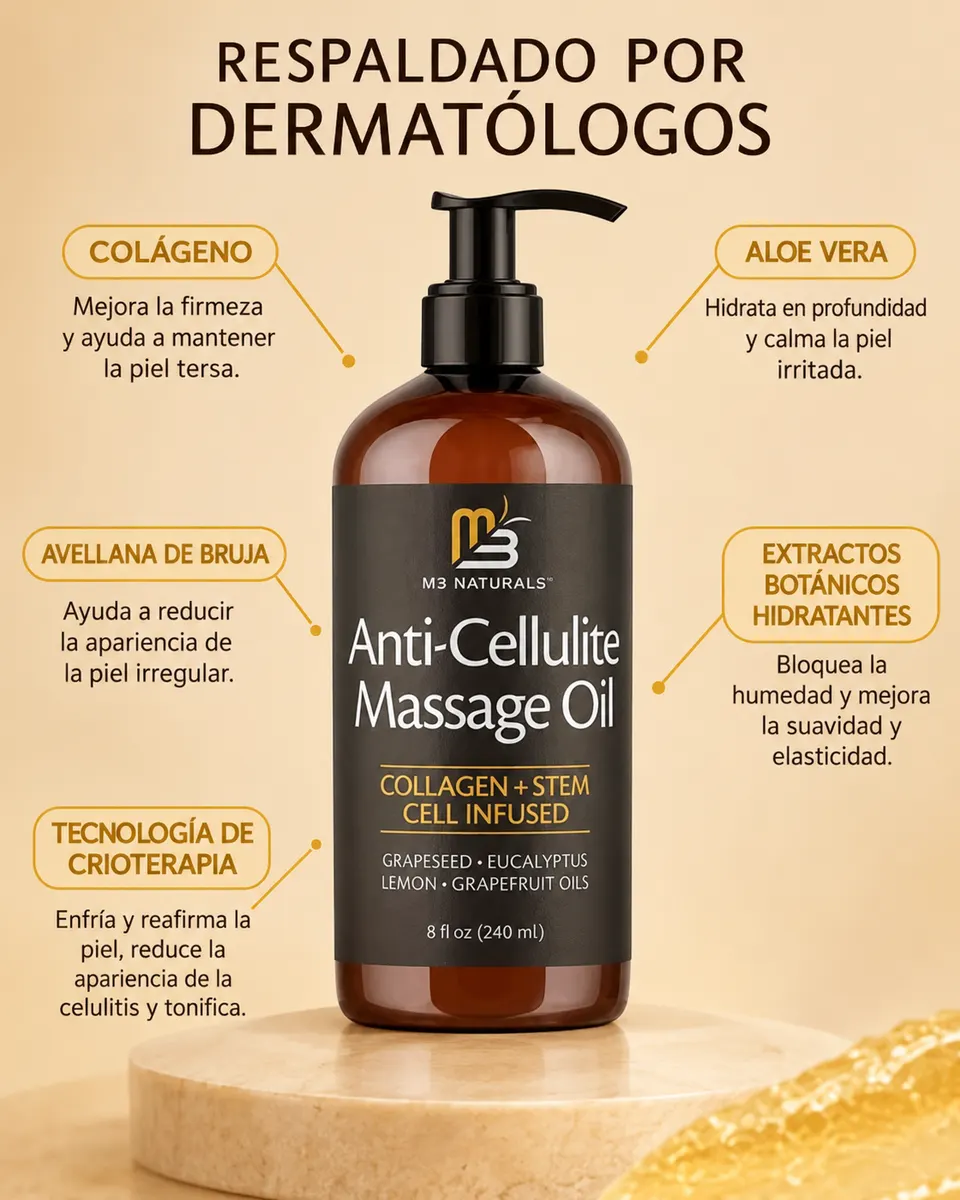 RESPALDADO POR
DERMATÓLOGOS
COLÁGENO
Mejora la firmeza
y ayuda a mantener
la piel tersa.
ALOE VERA
Hidrata en profundidad
y calma la piel
irritada.
AVELLANA DE BRUJA
Ayuda a reducir
la apariencia de
la piel irregular.
EXTRACTOS
BOTÁNICOS
HIDRATANTES
Bloquea la
humedad y mejora
la suavidad y
elasticidad.
TECNOLOGÍA DE
CRIOTERAPIA
Enfría y reafirma la
piel, reduce la
apariencia de la
celulitis y tonifica.
M3
M3 NATURALS™
Anti-Cellulite
Massage Oil
COLLAGEN + STEM
CELL INFUSED
GRAPESEED • EUCALYPTUS
LEMON • GRAPEFRUIT OILS
8 fl oz (240 ml)